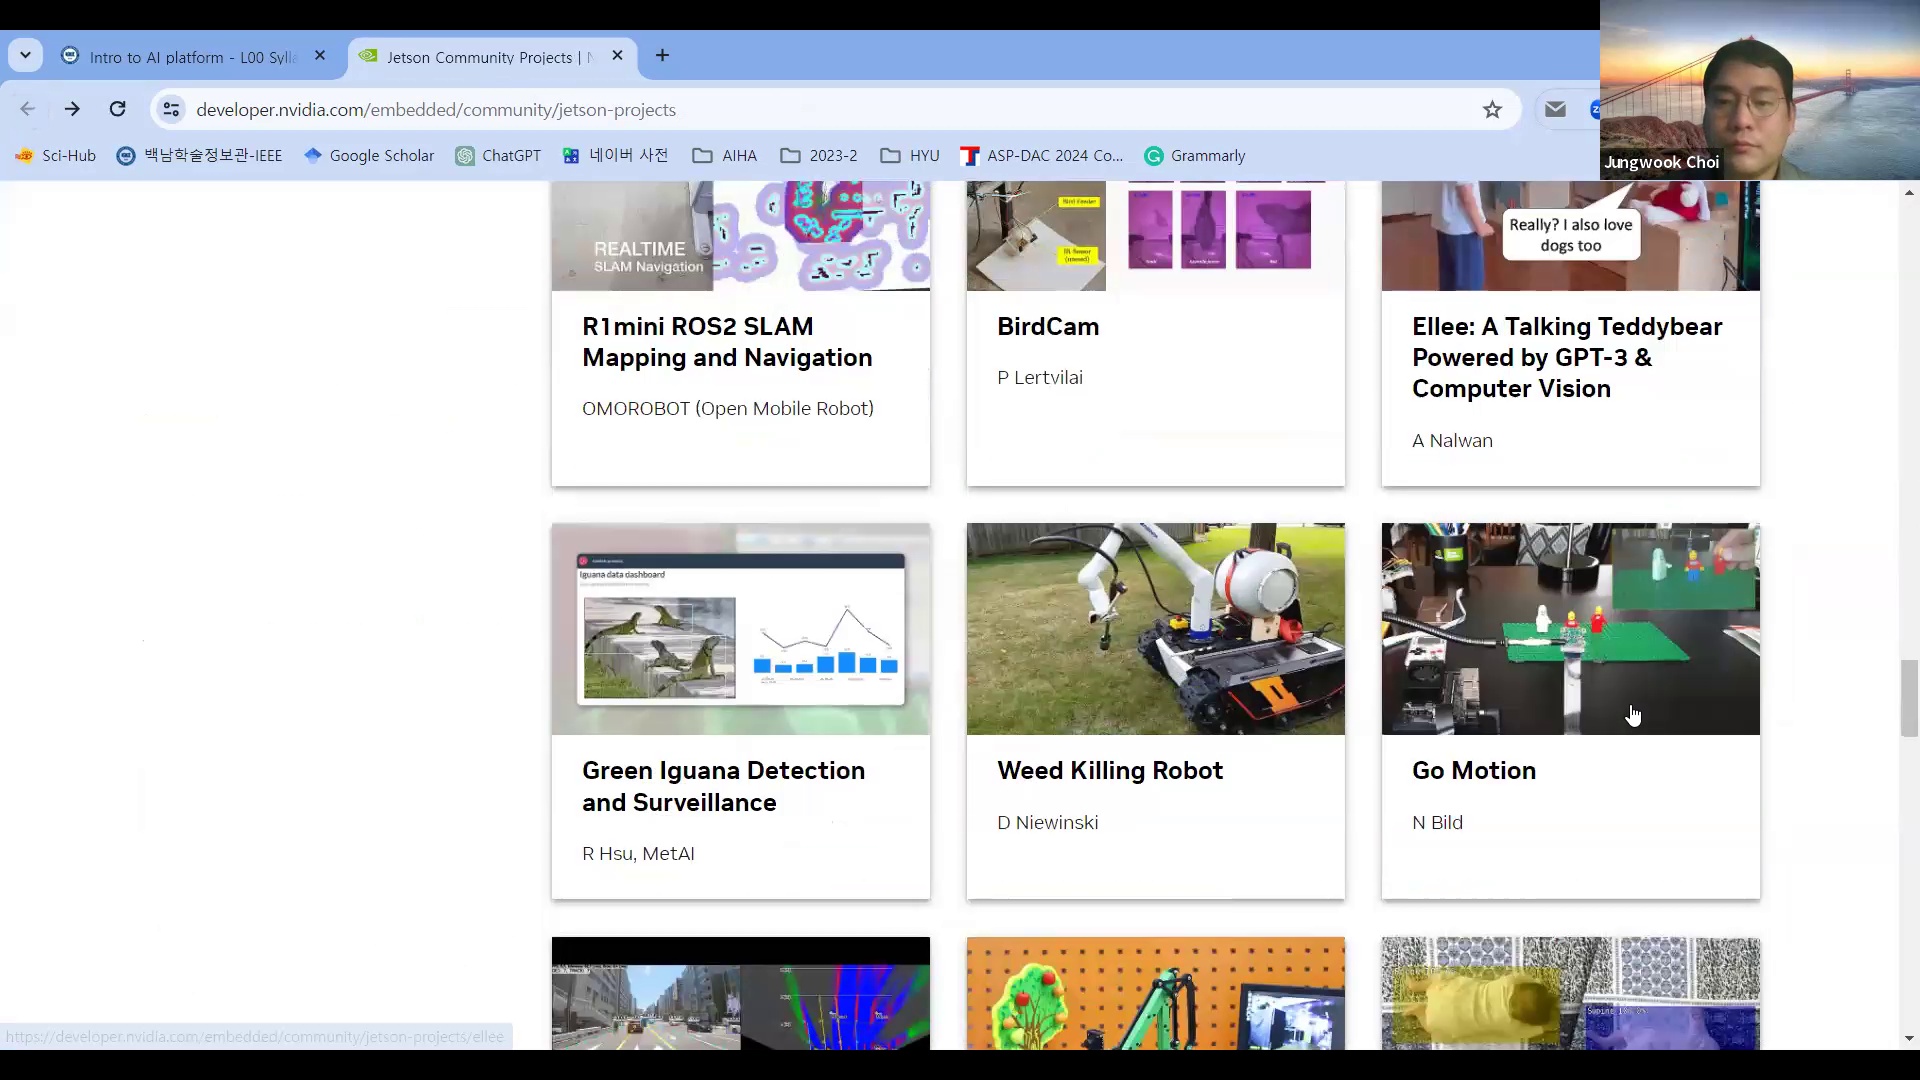 Intro to AI platform - L00 Sylla
Jetson Community Projects | N
developer.nvidia.com/embedded/community/jetson-projects
Sci-Hub
백남학술정보관-IEEE
Google Scholar
ChatGPT
네이버 사전
AIHA
2023-2
HYU
ASP-DAC 2024 Co...
Grammarly
Jungwook Choi
REALTIME
SLAM Navigation
Bird Feeder
Really? I also love
dogs too
R1mini ROS2 SLAM
Mapping and Navigation
OMOROBOT (Open Mobile Robot)
BirdCam
P Lertvilai
Ellee: A Talking Teddybear
Powered by GPT-3 &
Computer Vision
A Nalwan
Iguana data dashboard
Green Iguana Detection
and Surveillance
R Hsu, MetAI
Weed Killing Robot
D Niewinski
Go Motion
N Bild
https://developer.nvidia.com/embedded/community/jetson-projects/ellee